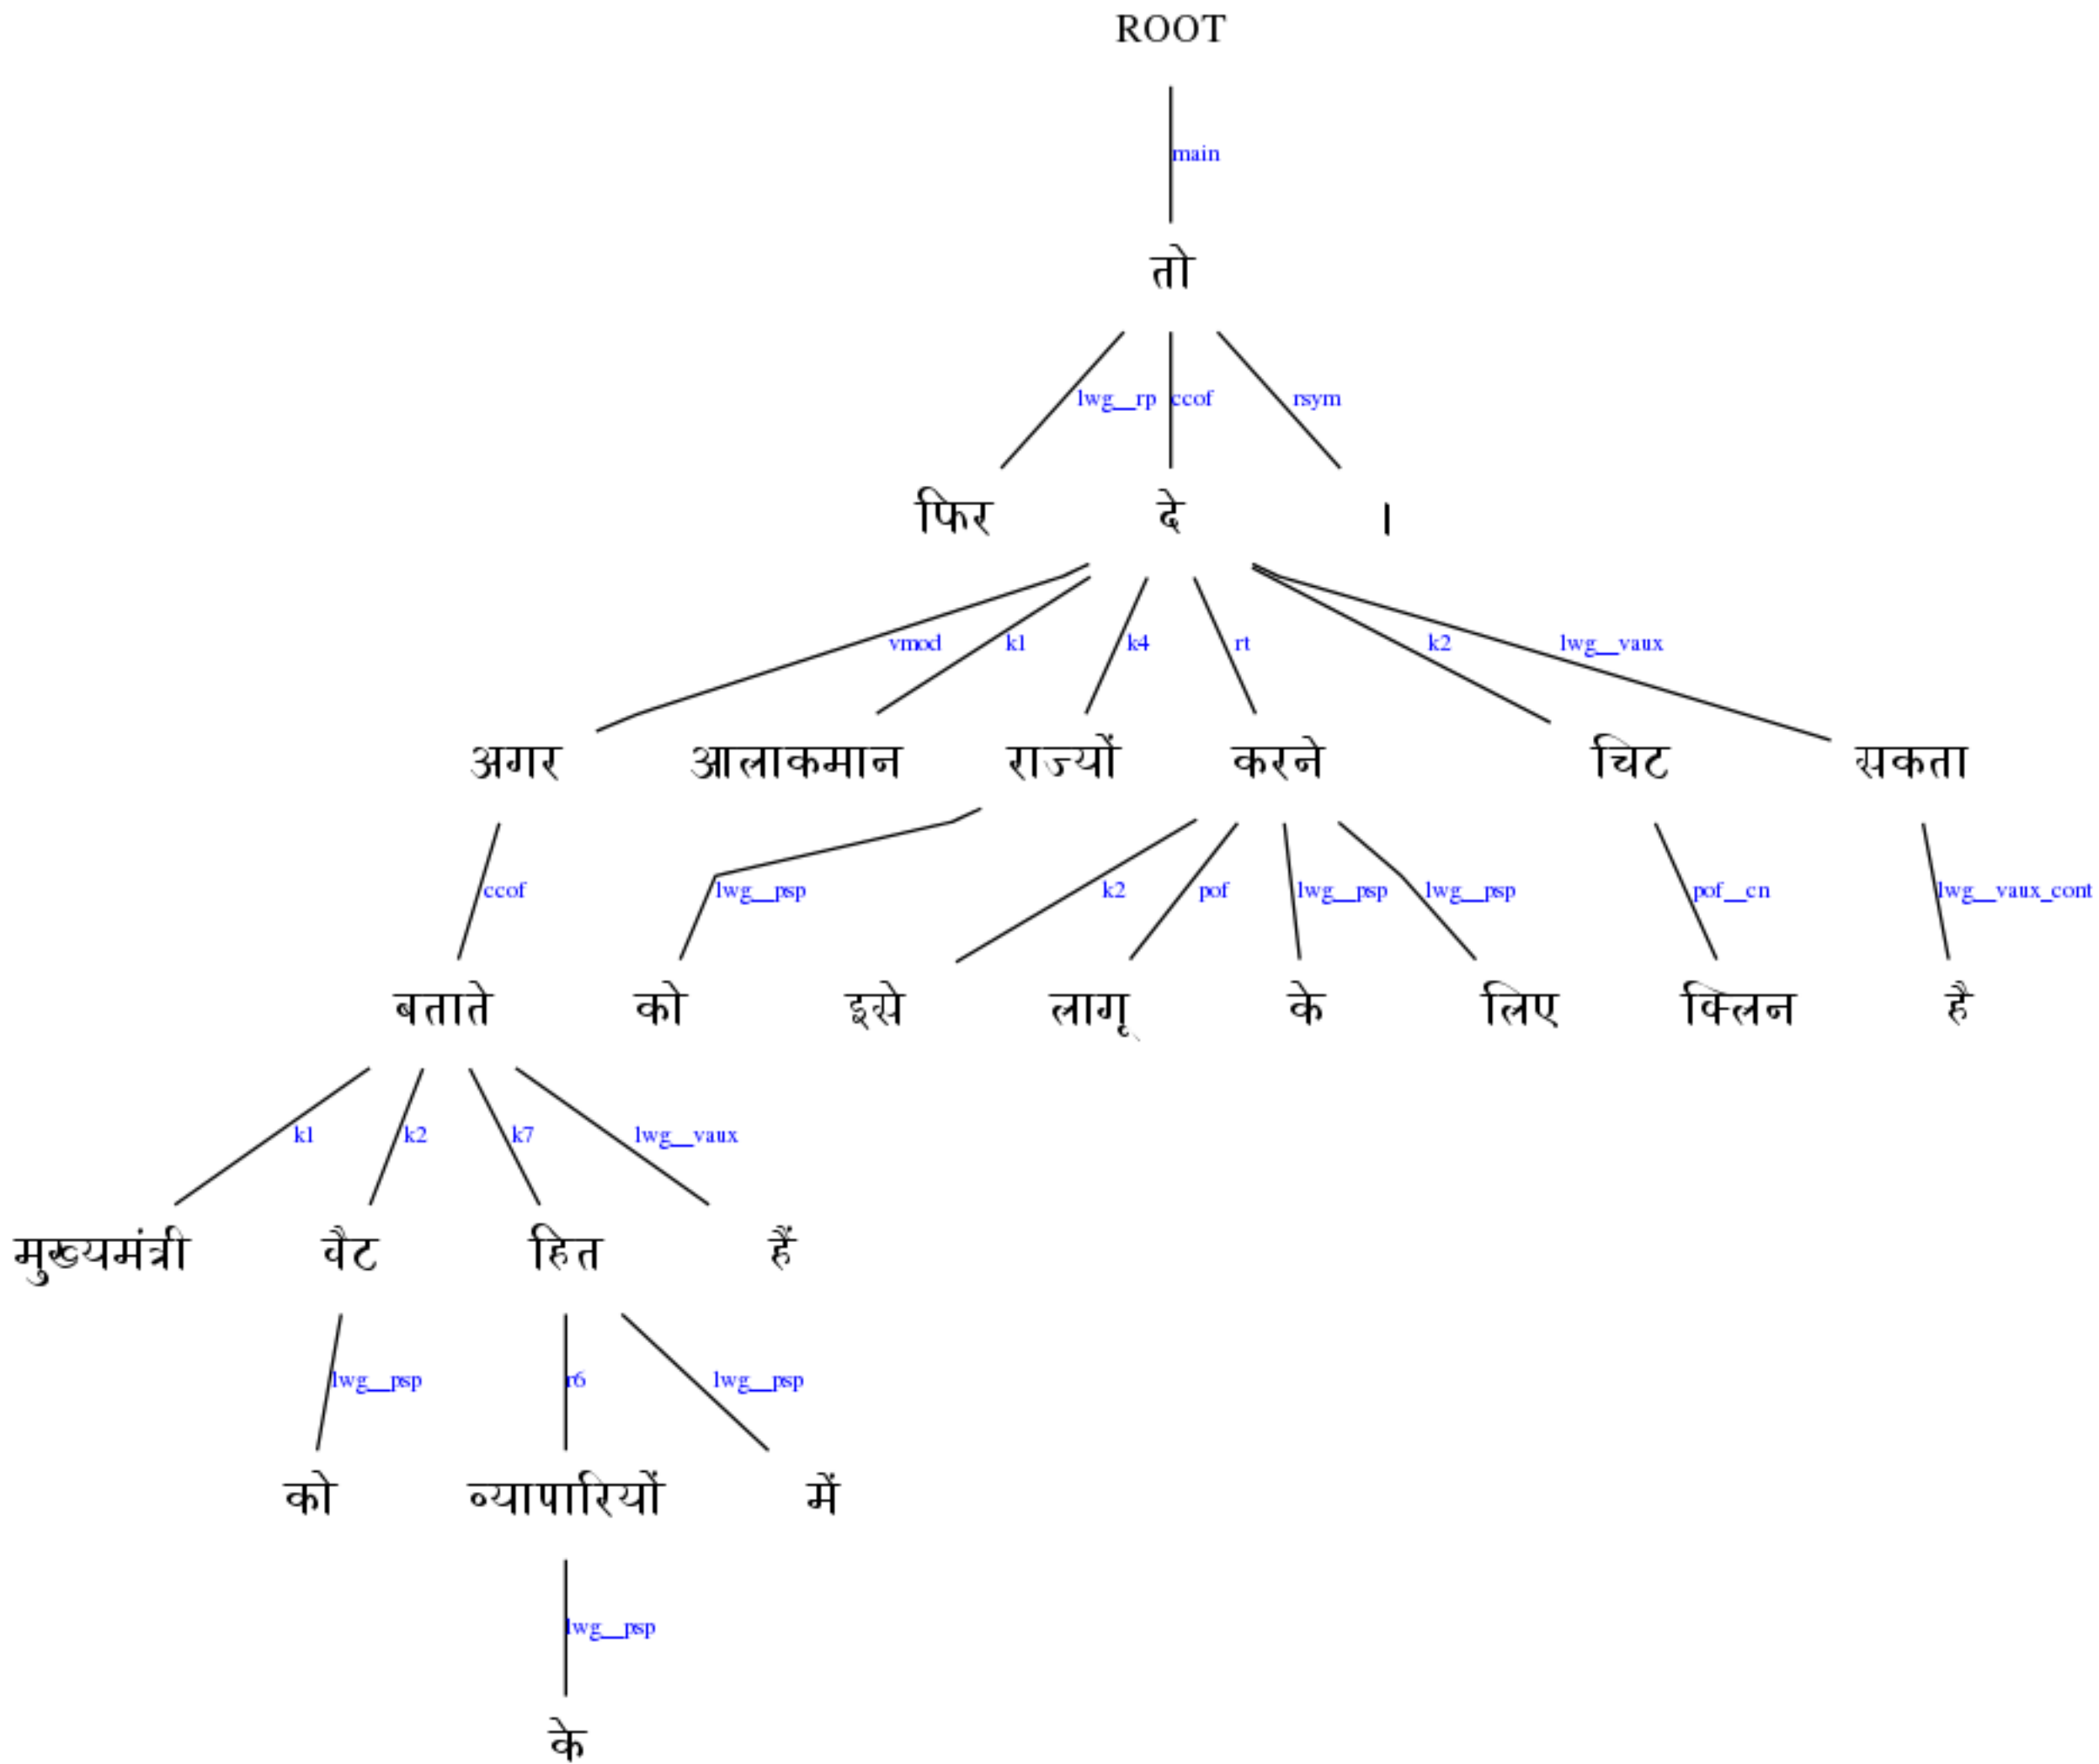 ROOT
main
तो
lwg__rp ccof rsym
फिर दे ।
vmod k1 k4 rt k2 lwg__vaux
अगर आलाकमान राज्यों करने चिट सकता
ccof lwg__psp k2 pof lwg__psp lwg__psp pof__cn lwg__vaux_cont
बताते को इसे लागू के लिए क्लिन है
k1 k2 k7 lwg__vaux
मुख्यमंत्री वैट हित हैं
lwg__psp r6 lwg__psp
को व्यापारियों में
lwg__psp
के